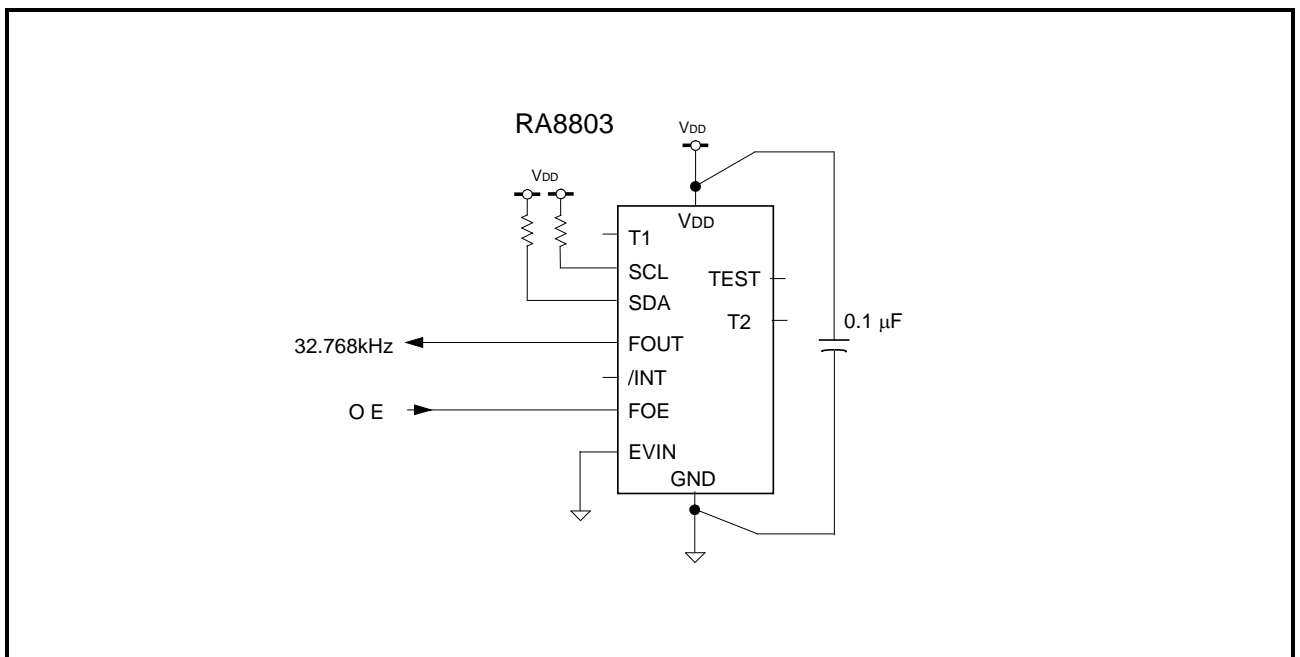 RA8803
VDD
VDD
VDD
T1
SCL
TEST
SDA
T2
0.1 μF
32.768kHz
FOUT
/INT
O E
FOE
EVIN
GND